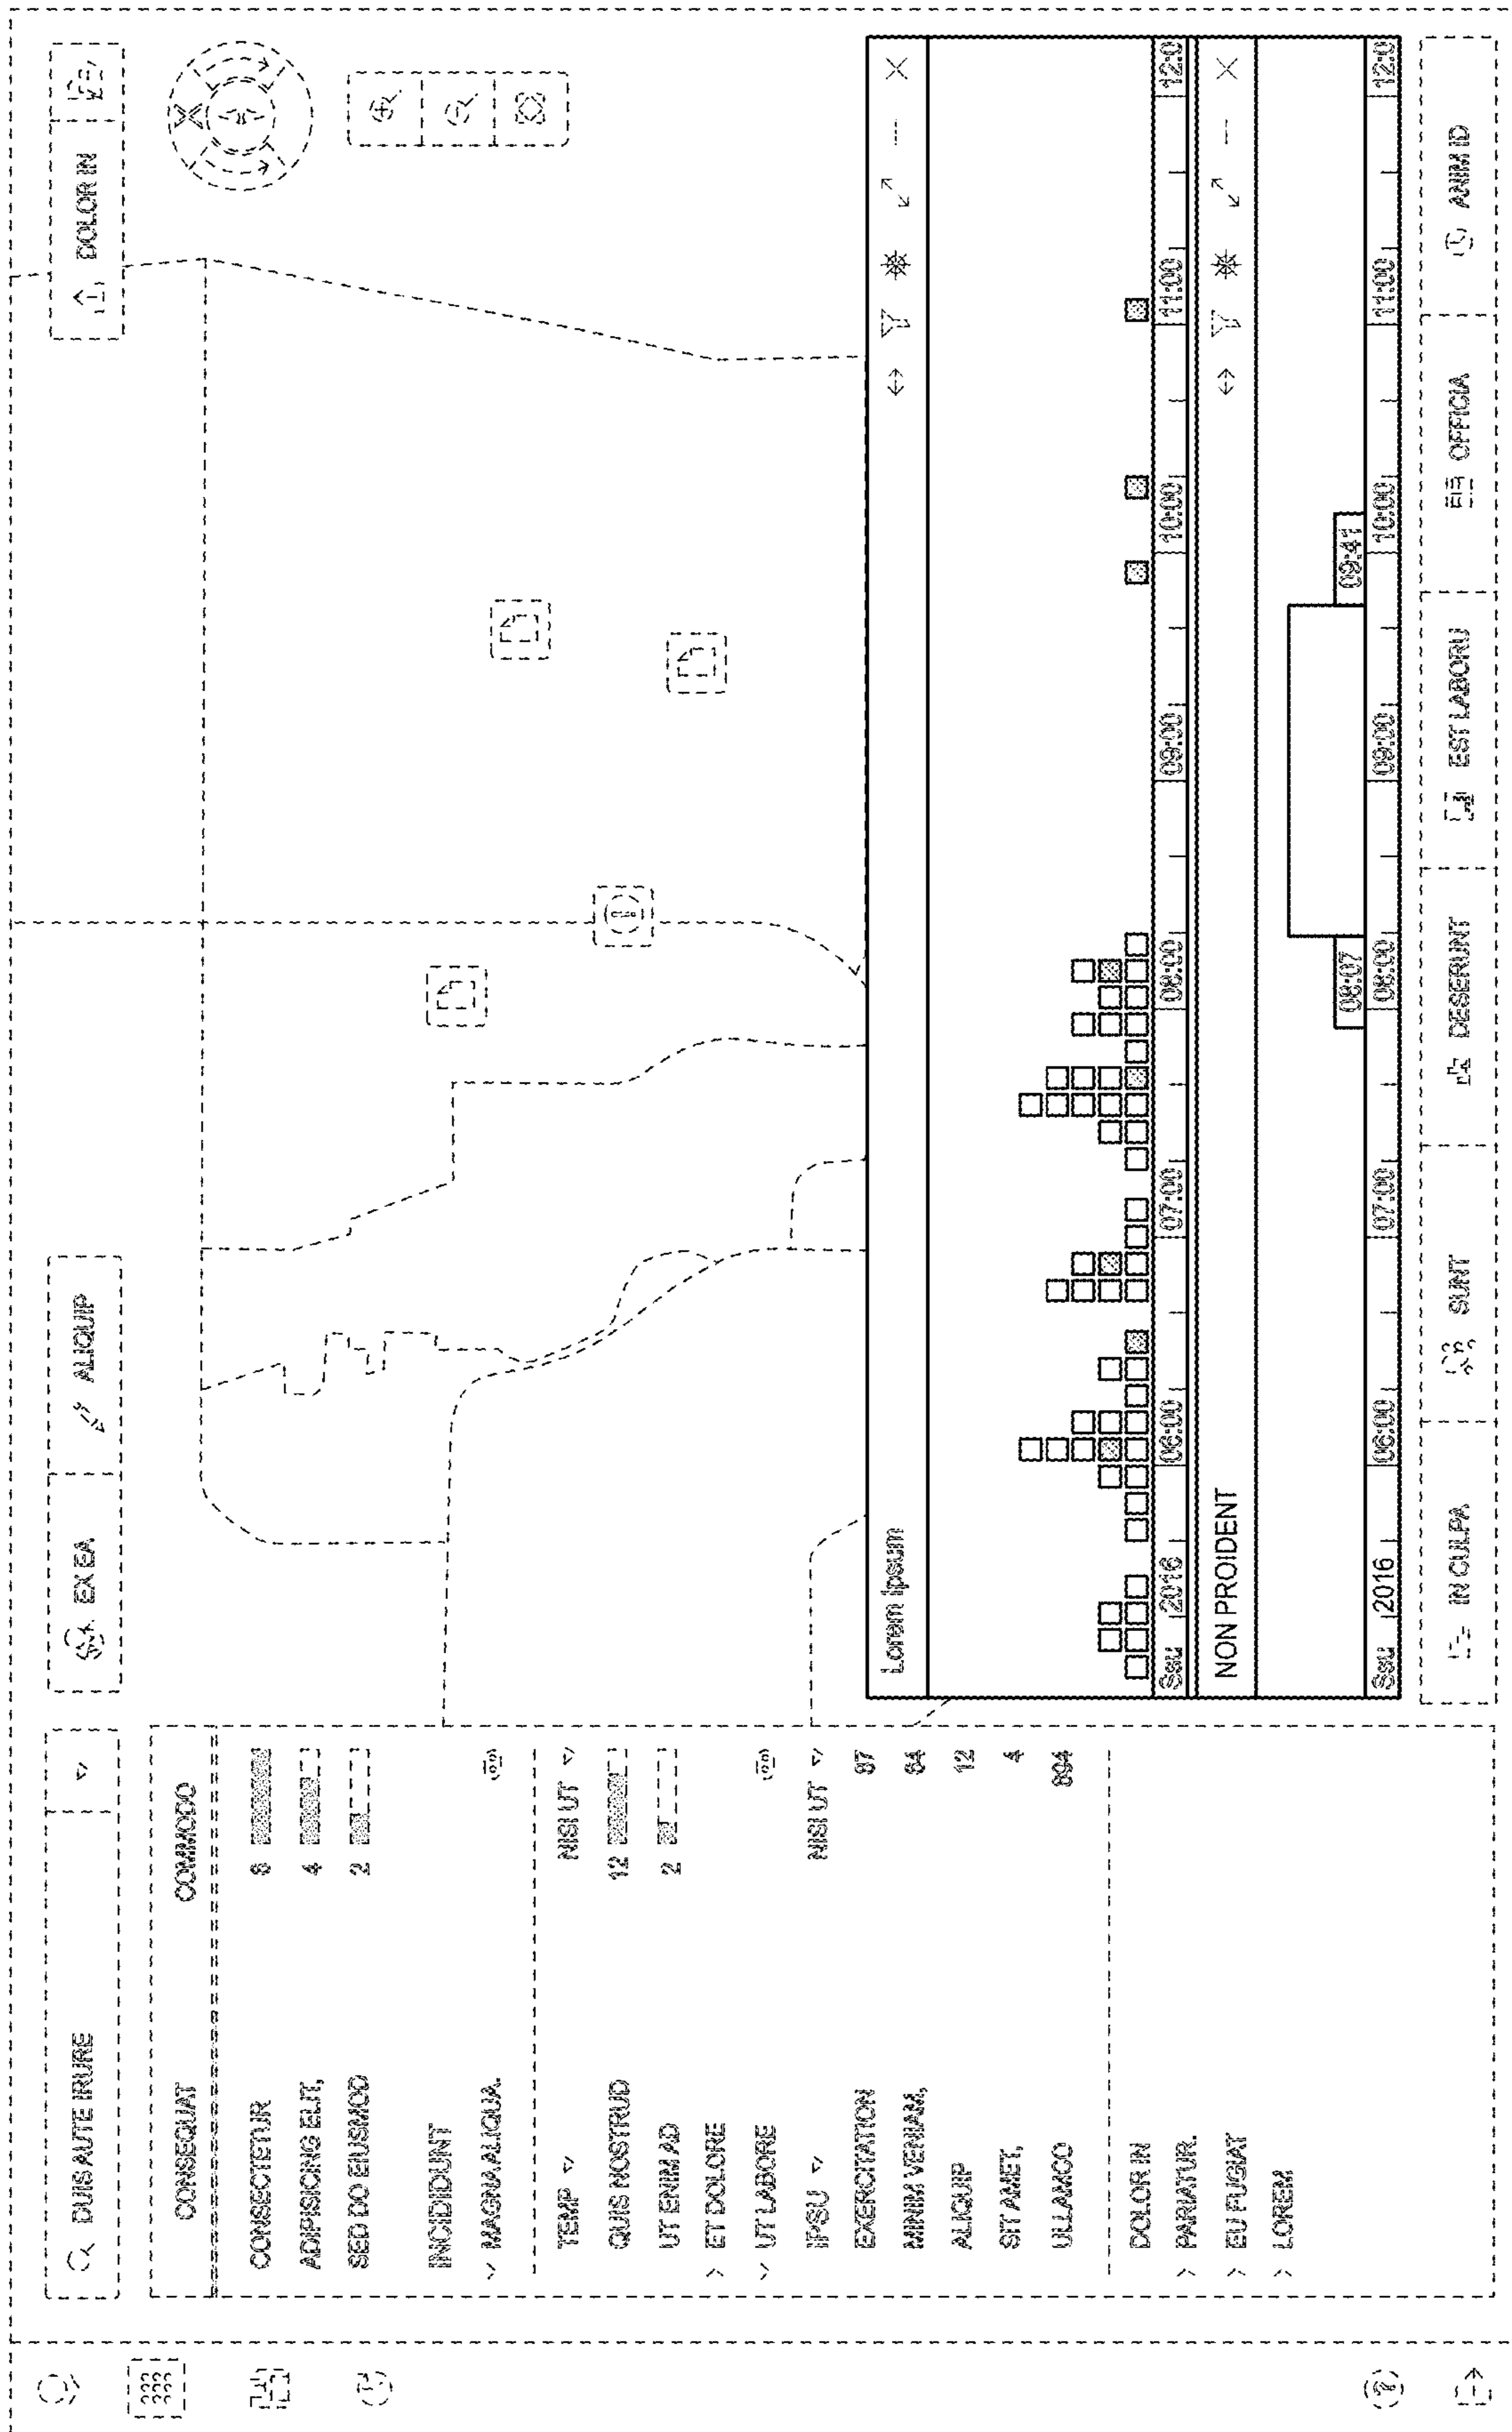 DUIS AUTE IRURE
EX EA
ALIQUIP
DOLOR IN
CONSEQUAT COMMODO
CONSECTETUR 8
ADIPISICING ELIT, 4
SED DO EIUSMOD 2
INCIDIDUNT
MAGNA ALIQUA.
TEMP NISI UT
QUIS NOSTRUD 12
UT ENIM AD 2
ET DOLORE
UT LABORE
IPSU NISI UT
EXERCITATION 87
MINIM VENIAM, 64
ALIQUIP 12
SIT AMET, 4
ULLAMCO 894
DOLOR IN
PARIATUR.
EU FUGIAT
LOREM
Lorem ipsum
Ssu 2016 06:00 07:00 08:00 09:00 10:00 11:00 12:0
NON PROIDENT
08:07 09:41
Ssu 2016 06:00 07:00 08:00 09:00 10:00 11:00 12:0
IN CULPA
SUNT
DESERUNT
EST LABORU
OFFICIA
ANIM ID